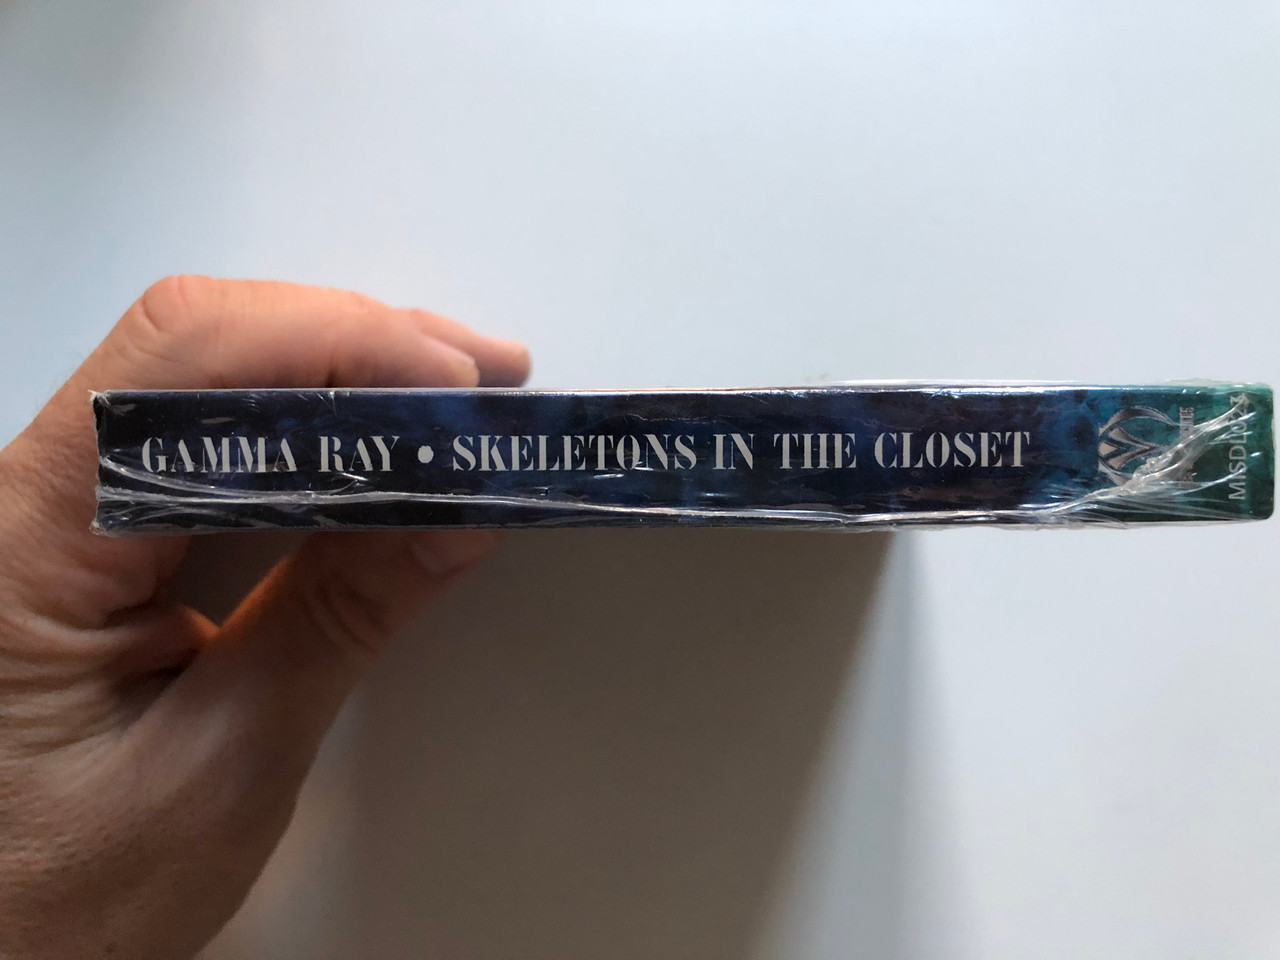 GAMMA RAY • SKELETONS IN THE CLOSET